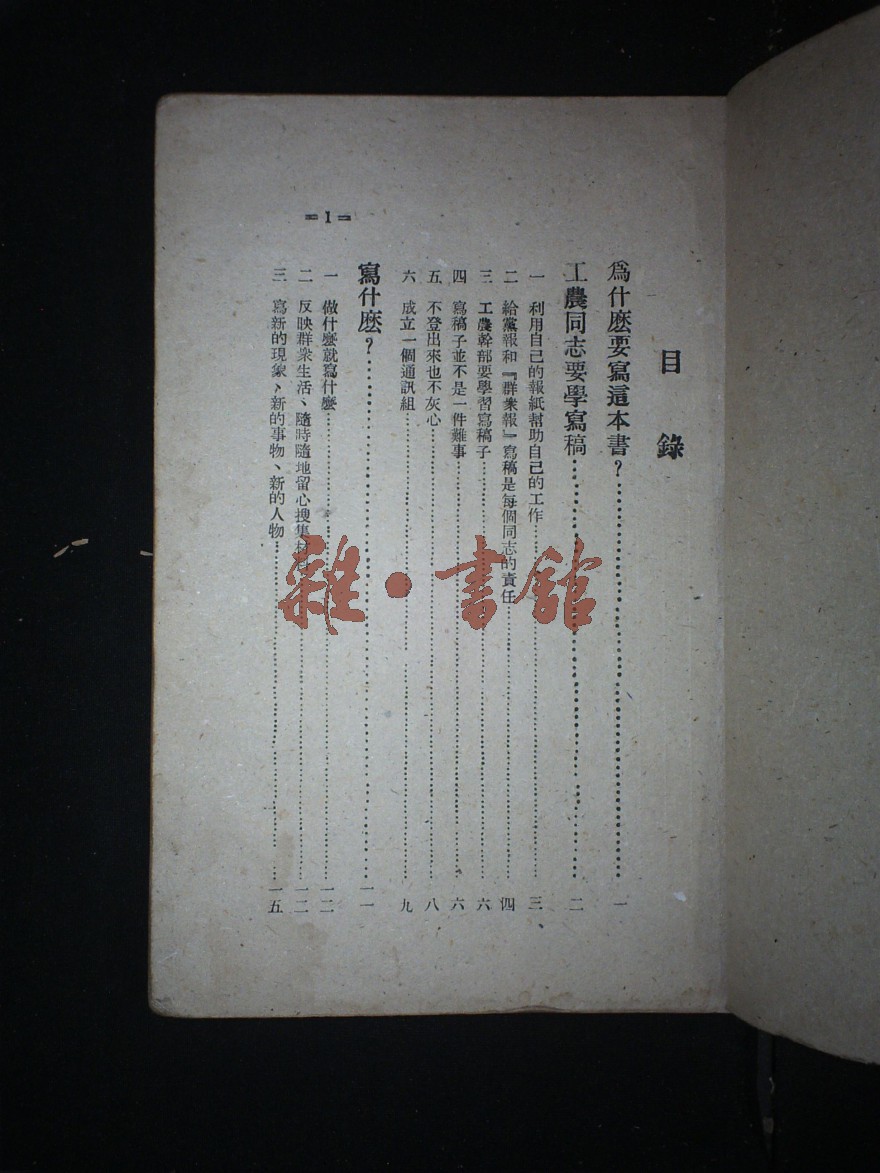 目錄
爲什麽要寫這本書?……一
工農同志要學寫稿……二
一 利用自己的報紙幫助自己的工作……三
二 給黨報和『群衆報』寫稿是每個同志的責任……四
三 工農幹部要學習寫稿子……六
四 寫稿子並不是一件難事……六
五 不登出來也不灰心……八
六 成立一個通訊組……九
寫什麽?……一一
一 做什麽就寫什麽……一二
二 反映群衆生活、隨時隨地留心搜集材料……一二
三 寫新的現象、新的事物、新的人物……一五
=1=
雜·書館